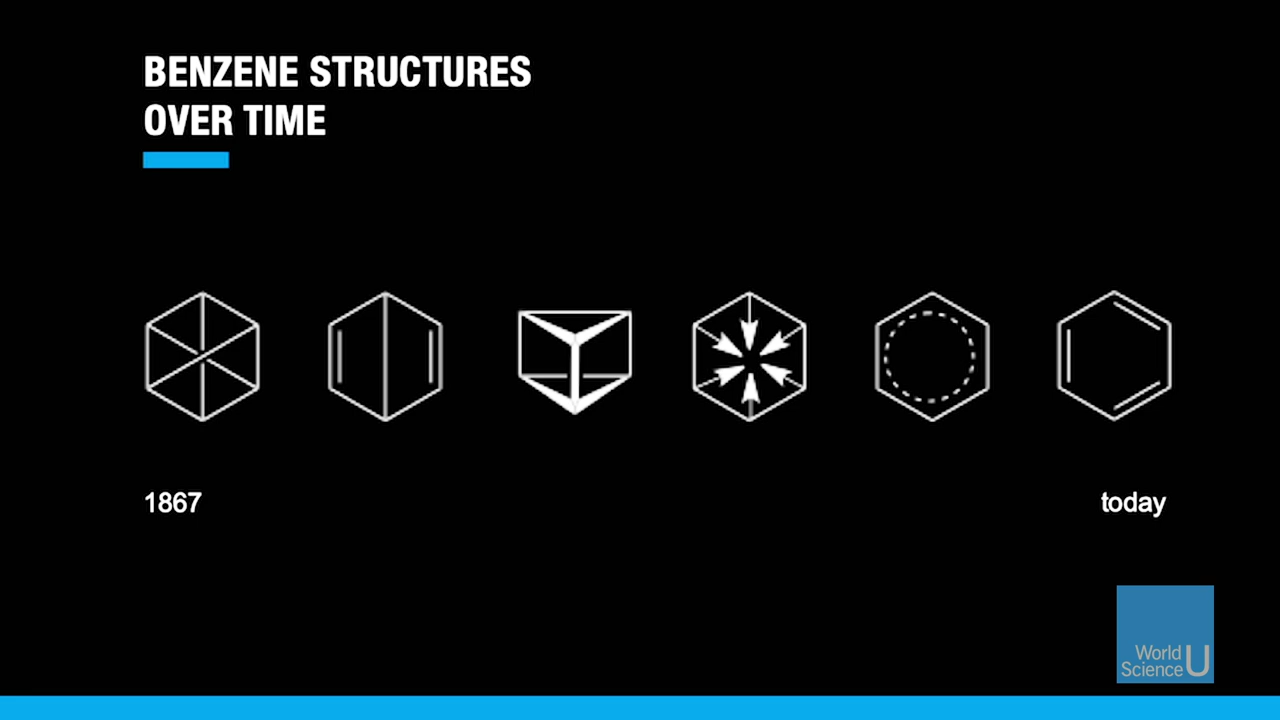 BENZENE STRUCTURES
OVER TIME
1867
today
World
Science U